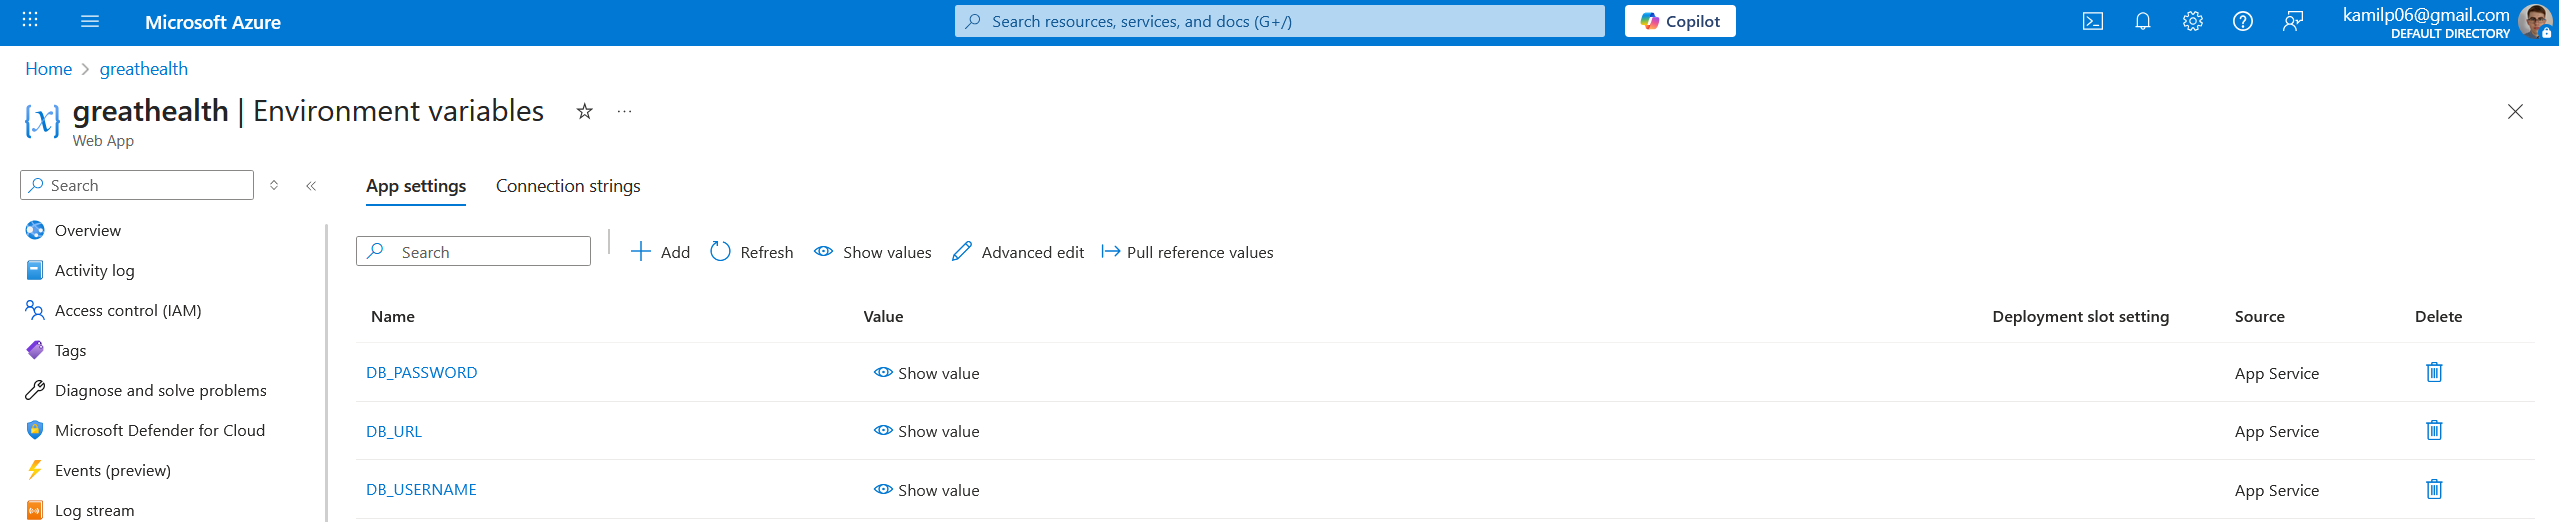 Microsoft Azure
Search resources, services, and docs (G+/)
Copilot
kamilp06@gmail.com
DEFAULT DIRECTORY
Home > greathealth
greathealth | Environment variables
Web App
Search
App settings Connection strings
Overview
Activity log
Access control (IAM)
Tags
Diagnose and solve problems
Microsoft Defender for Cloud
Events (preview)
Log stream
Search Add Refresh Show values Advanced edit Pull reference values
Name Value Deployment slot setting Source Delete
DB_PASSWORD Show value App Service
DB_URL Show value App Service
DB_USERNAME Show value App Service